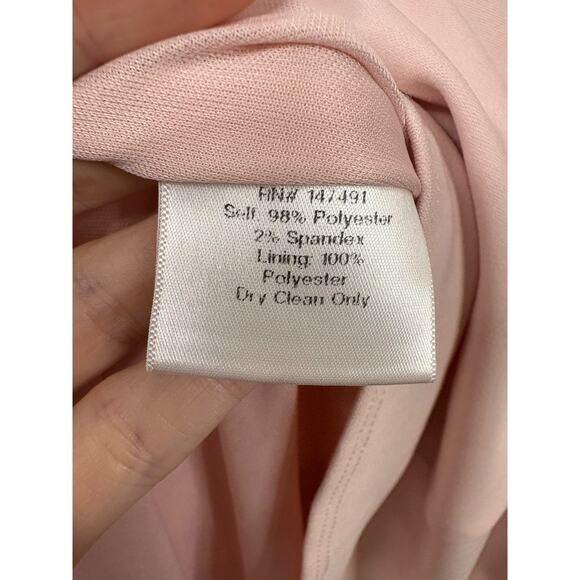 RN# 147491
Self: 98% Polyester
2% Spandex
Lining: 100%
Polyester
Dry Clean Only